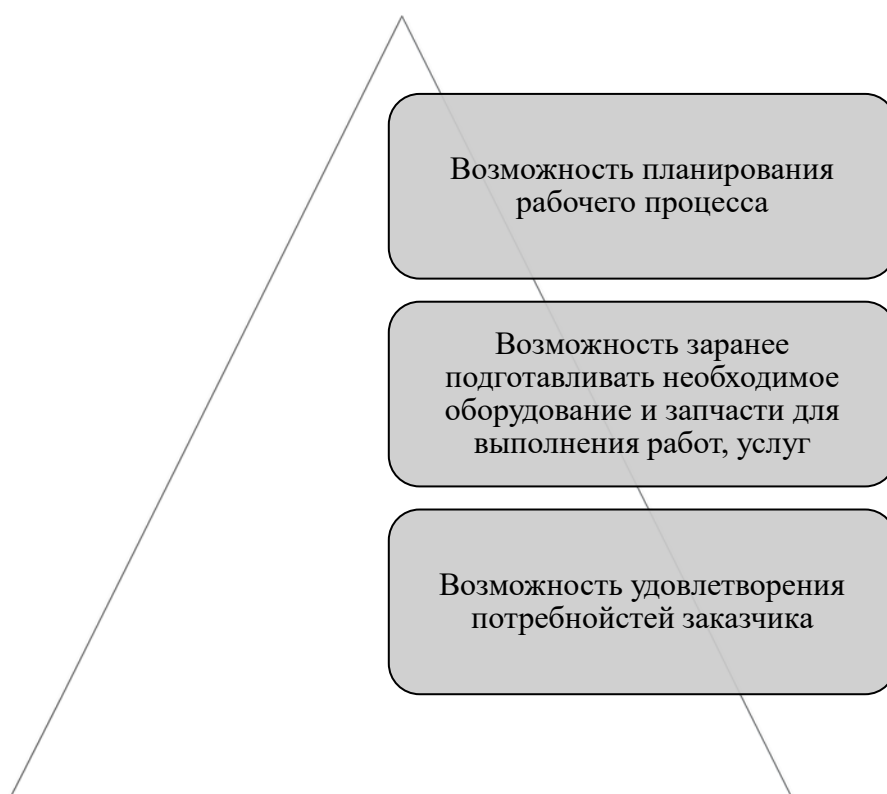 Возможность планирования
рабочего процесса
Возможность заранее
подготавливать необходимое
оборудование и запчасти для
выполнения работ, услуг
Возможность удовлетворения
потребнойстей заказчика